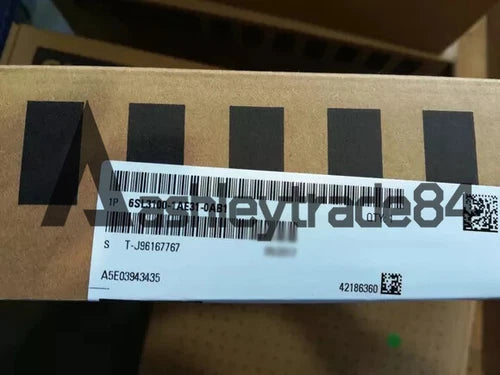 1P 6SL3100-1AE31-0AB1
QTY
ashleytrade84
S T-J96167767
A5E03943435
42186360